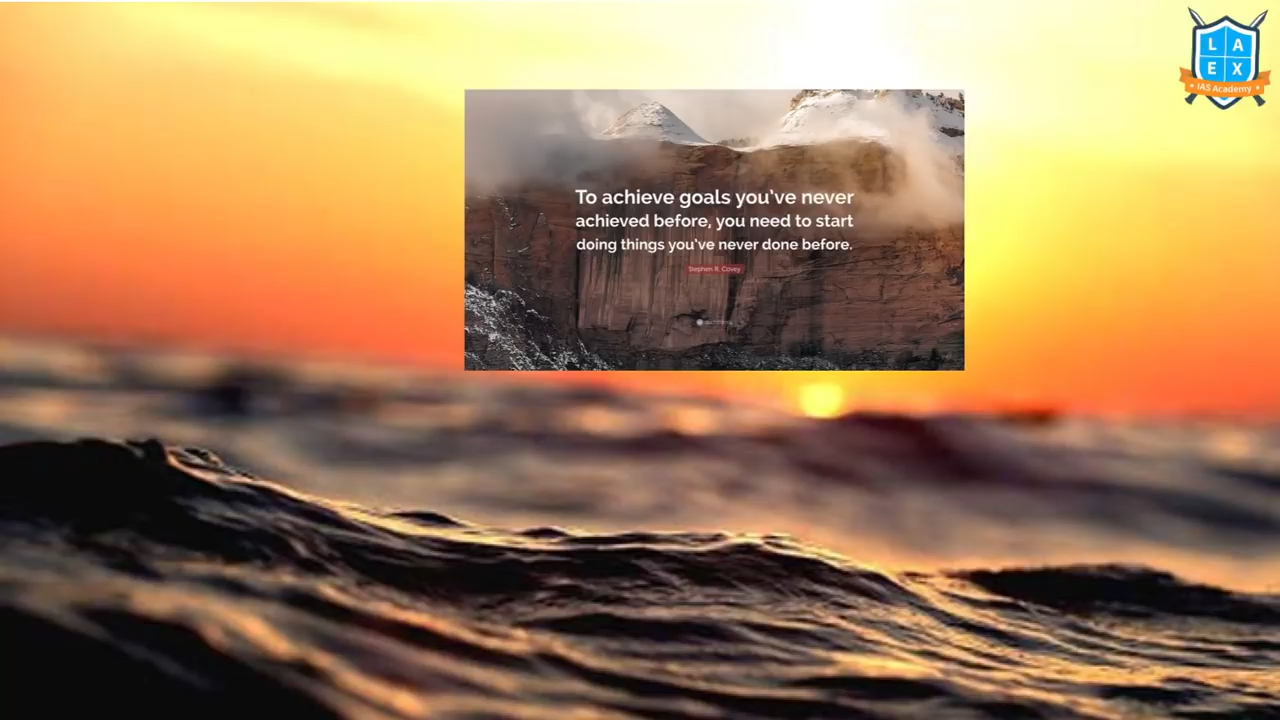 L A
E X
IAS Academy
To achieve goals you've never
achieved before, you need to start
doing things you've never done before.
Stephen R. Covey